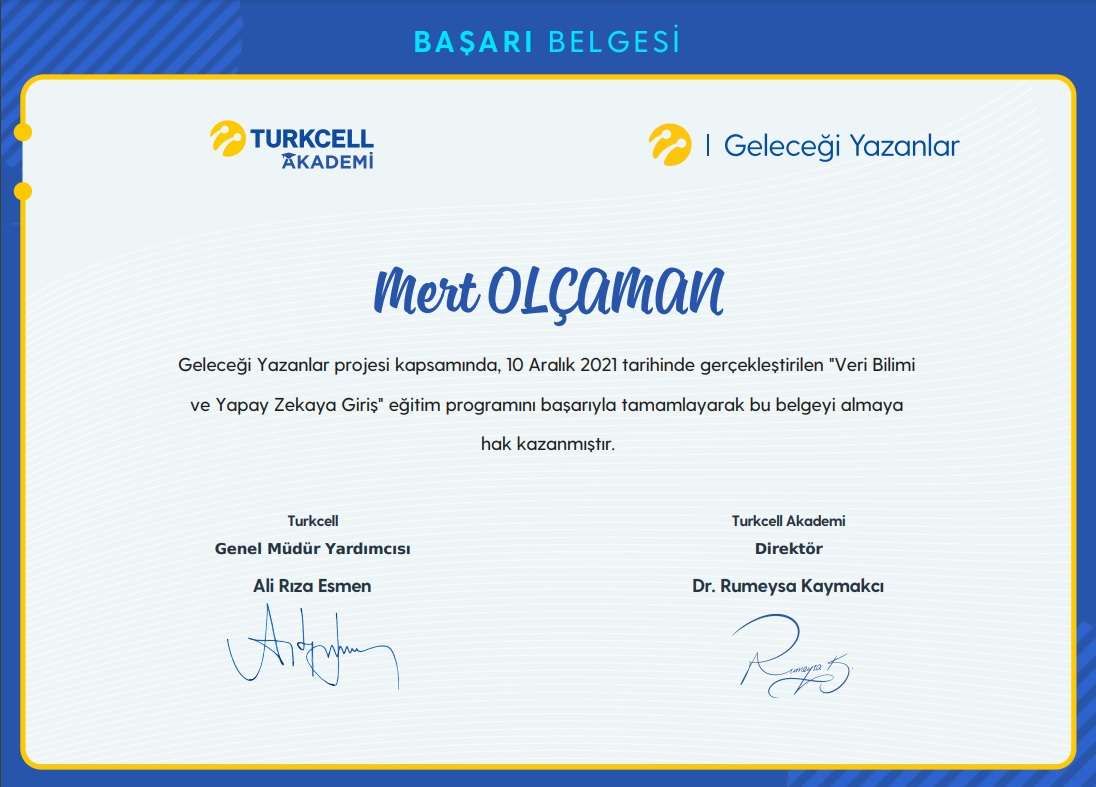 BAŞARI BELGESİ
TURKCELL
AKADEMİ
Geleceği Yazanlar
Mert OLÇAMAN
Geleceği Yazanlar projesi kapsamında, 10 Aralık 2021 tarihinde gerçekleştirilen "Veri Bilimi
ve Yapay Zekaya Giriş" eğitim programını başarıyla tamamlayarak bu belgeyi almaya
hak kazanmıştır.
Turkcell
Genel Müdür Yardımcısı
Ali Rıza Esmen
Turkcell Akademi
Direktör
Dr. Rumeysa Kaymakcı
Rumeysa K.